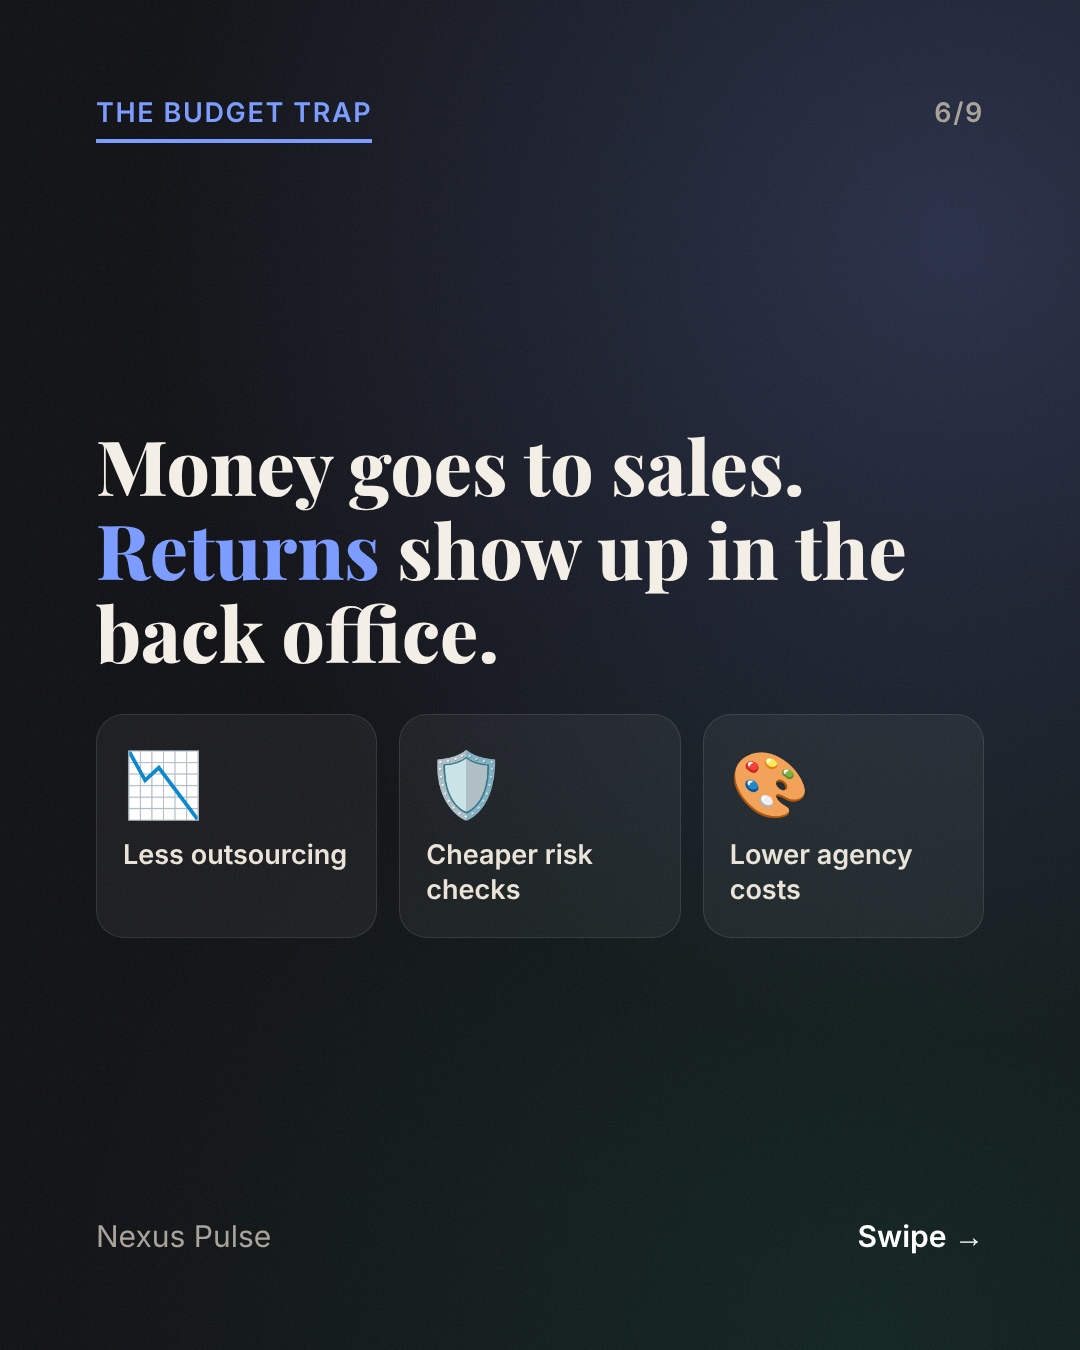 THE BUDGET TRAP
6/9
Money goes to sales.
Returns show up in the
back office.
Less outsourcing
Cheaper risk
checks
Lower agency
costs
Nexus Pulse
Swipe →